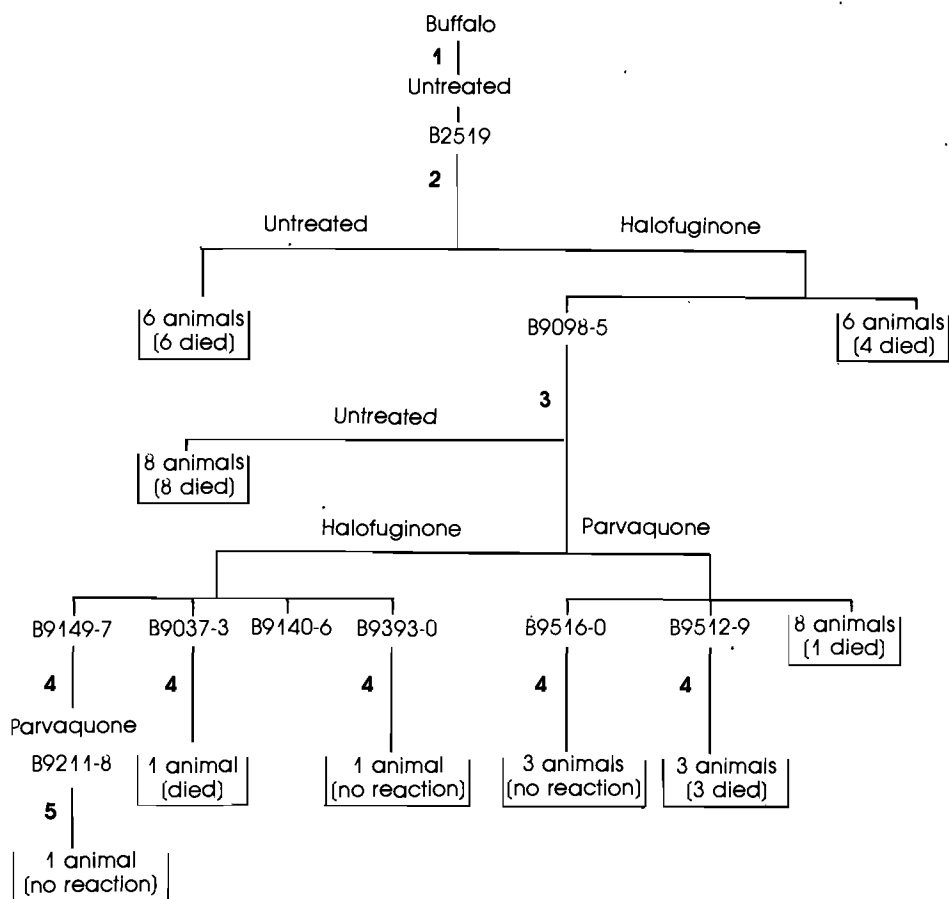 Buffalo
1
Untreated
B2519
2
Untreated
Halofuginone
6 animals
(6 died)
B9098-5
6 animals
(4 died)
3
Untreated
8 animals
(8 died)
Halofuginone
Parvaquone
B9149-7
B9037-3
B9140-6
B9393-0
B9516-0
B9512-9
8 animals
(1 died)
4
4
4
4
4
Parvaquone
B9211-8
1 animal
(died)
1 animal
(no reaction)
3 animals
(no reaction)
3 animals
(3 died)
5
1 animal
(no reaction)